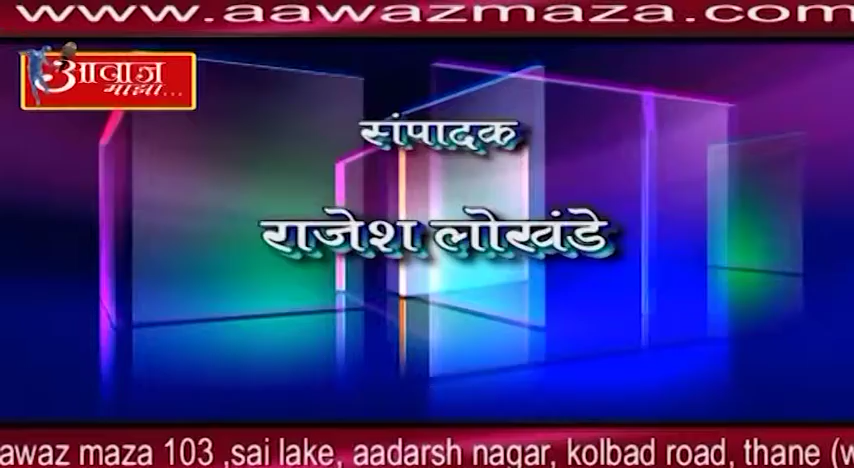 www.aawazmaza.com
आवाज
माझा...
संपादक
राजेश लोखंडे
awaz maza 103 ,sai lake, aadarsh nagar, kolbad road, thane (w